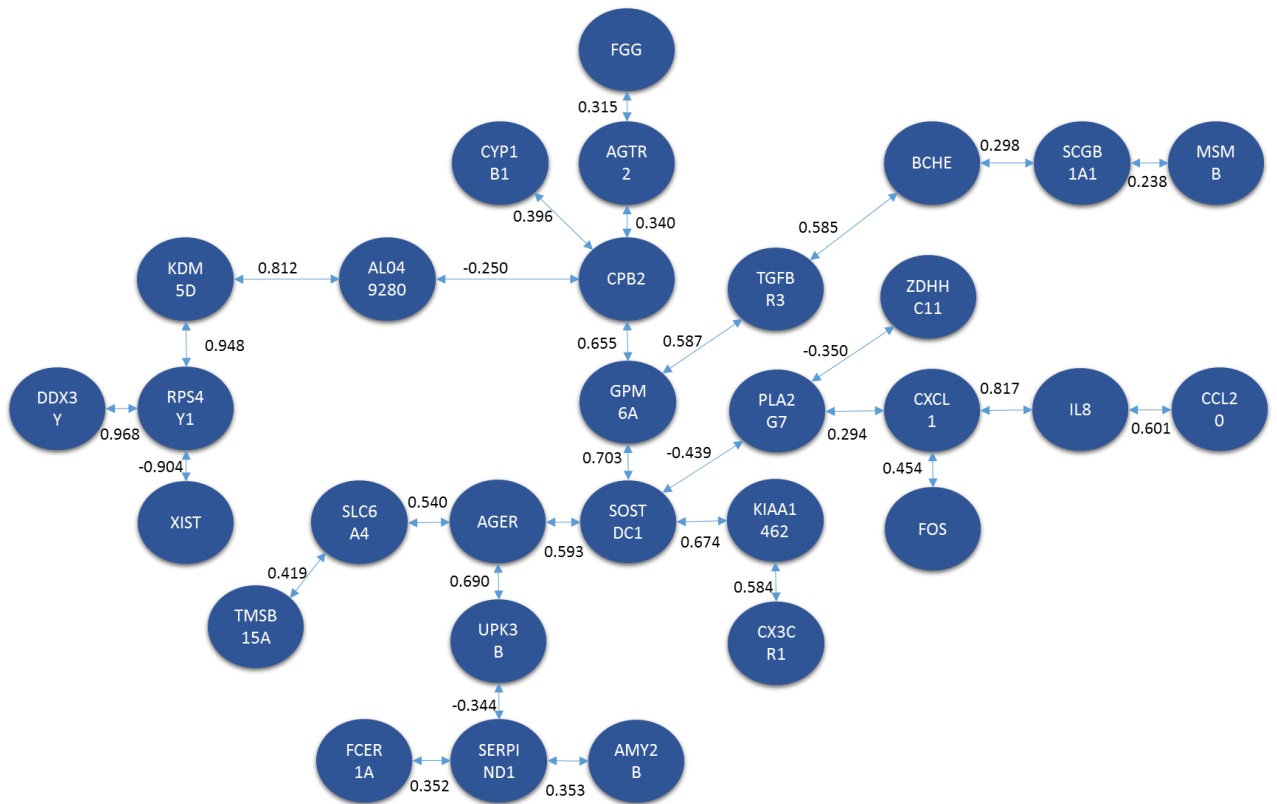 FGG
0.315
CYP1
B1
AGTR
2
BCHE
0.298
SCGB
1A1
MSM
B
0.238
0.396
0.340
0.585
KDM
5D
0.812
AL04
9280
-0.250
CPB2
TGFB
R3
ZDHH
C11
0.948
0.655
0.587
-0.350
DDX3
Y
0.968
RPS4
Y1
GPM
6A
PLA2
G7
0.294
CXCL
1
0.817
IL8
0.601
CCL2
0
-0.904
0.703
-0.439
0.454
XIST
SLC6
A4
0.540
AGER
0.593
SOST
DC1
0.674
KIAA1
462
FOS
0.419
0.690
0.584
TMSB
15A
UPK3
B
CX3C
R1
-0.344
FCER
1A
0.352
SERPI
ND1
0.353
AMY2
B